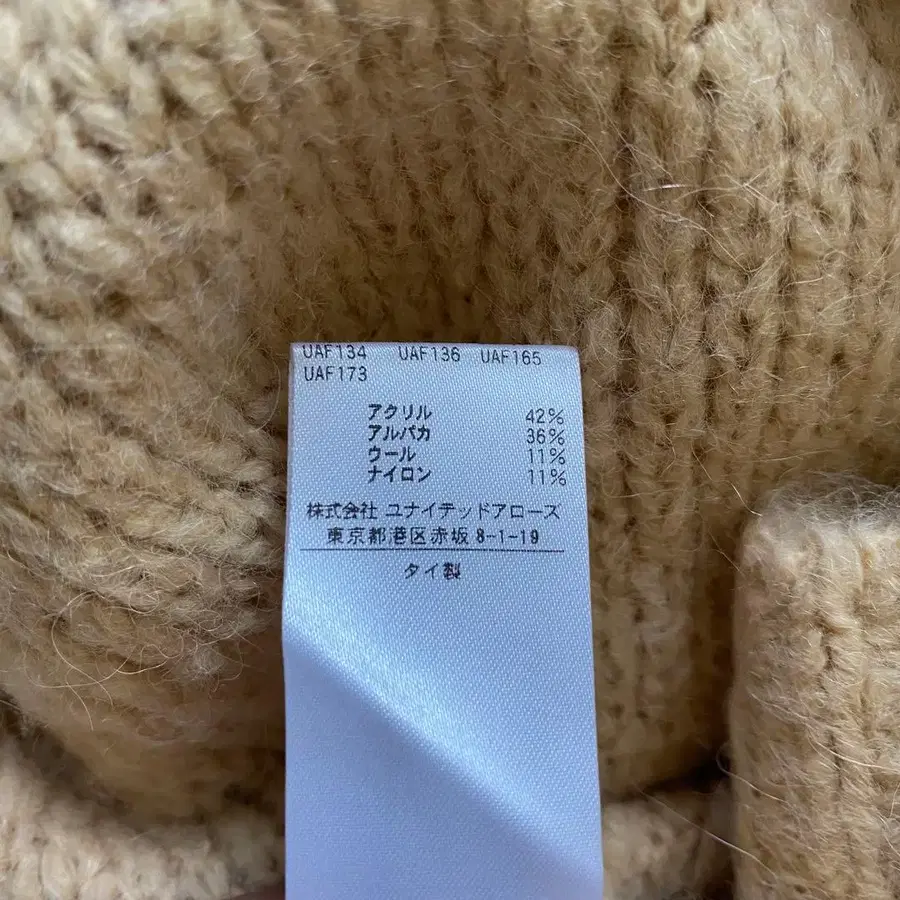 UAF134 UAF136 UAF165
UAF173
アクリル 42%
アルパカ 36%
ウール 11%
ナイロン 11%
株式会社 ユナイテッドアローズ
東京都港区赤坂 8-1-19
タイ製